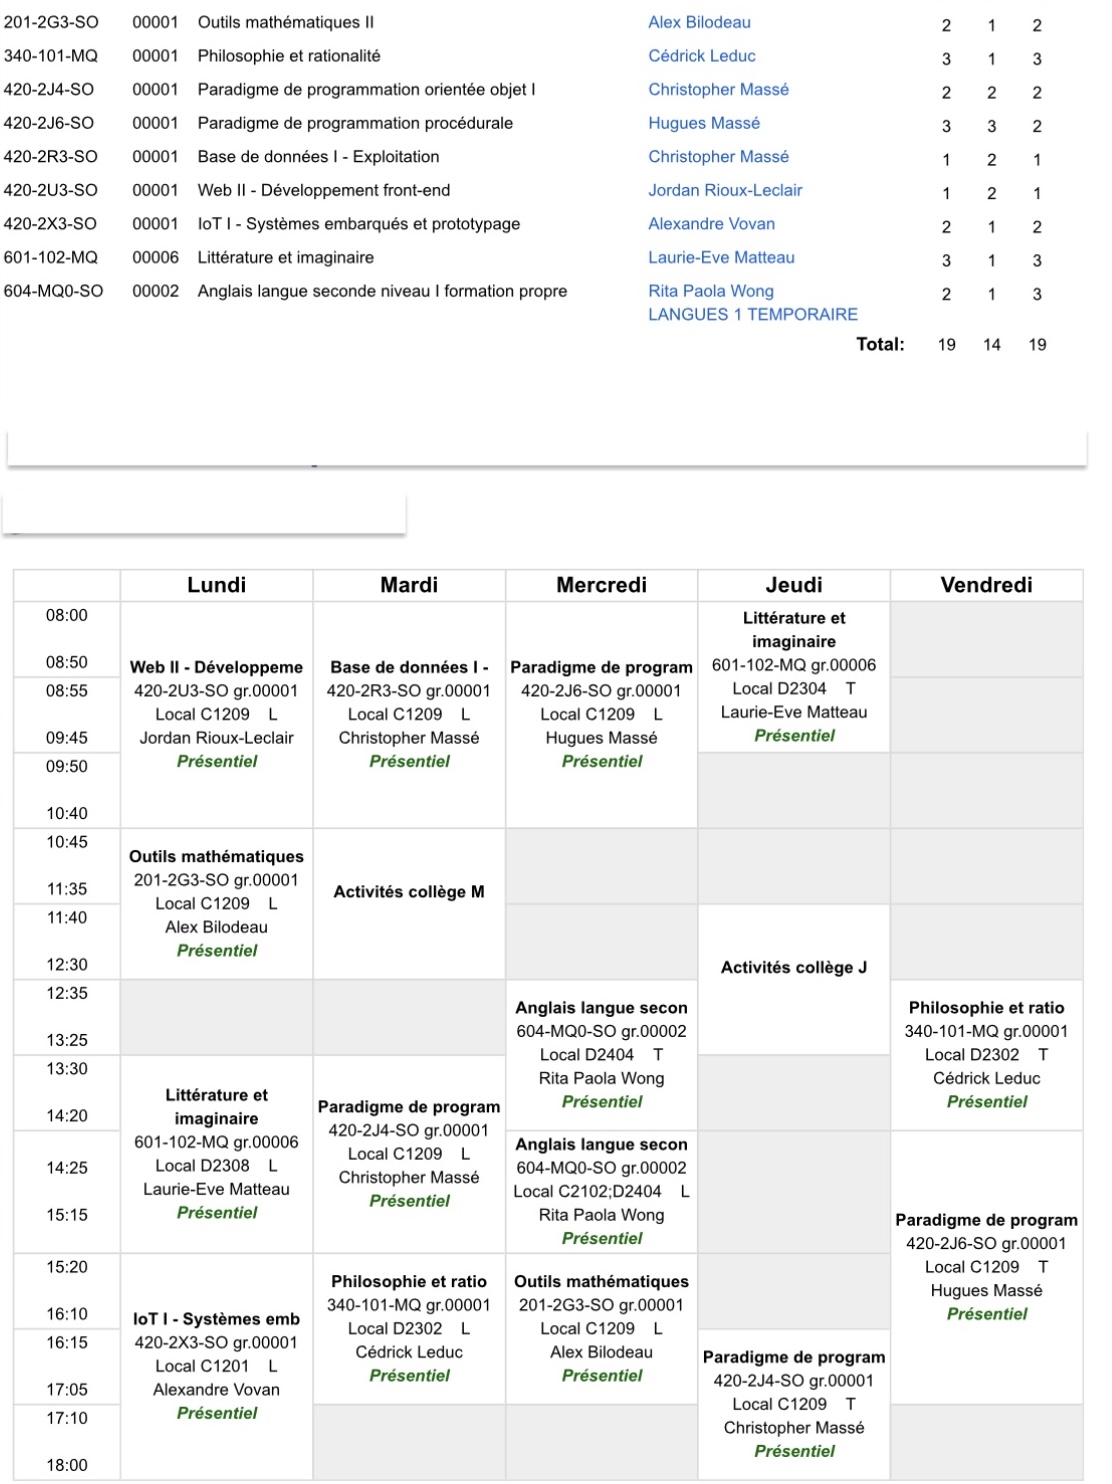 201-2G3-SO 00001 Outils mathématiques II Alex Bilodeau 2 1 2
340-101-MQ 00001 Philosophie et rationalité Cédrick Leduc 3 1 3
420-2J4-SO 00001 Paradigme de programmation orientée objet I Christopher Massé 2 2 2
420-2J6-SO 00001 Paradigme de programmation procédurale Hugues Massé 3 3 2
420-2R3-SO 00001 Base de données I - Exploitation Christopher Massé 1 2 1
420-2U3-SO 00001 Web II - Développement front-end Jordan Rioux-Leclair 1 2 1
420-2X3-SO 00001 IoT I - Systèmes embarqués et prototypage Alexandre Vovan 2 1 2
601-102-MQ 00006 Littérature et imaginaire Laurie-Eve Matteau 3 1 3
604-MQ0-SO 00002 Anglais langue seconde niveau I formation propre Rita Paola Wong 2 1 3
LANGUES 1 TEMPORAIRE
Total: 19 14 19
Lundi Mardi Mercredi Jeudi Vendredi
08:00
08:50
08:55
09:45
09:50
10:40
10:45
11:35
11:40
12:30
12:35
13:25
13:30
14:20
14:25
15:15
15:20
16:10
16:15
17:05
17:10
18:00
Web II - Développeme
420-2U3-SO gr.00001
Local C1209 L
Jordan Rioux-Leclair
Présentiel
Outils mathématiques
201-2G3-SO gr.00001
Local C1209 L
Alex Bilodeau
Présentiel
Littérature et
imaginaire
601-102-MQ gr.00006
Local D2308 L
Laurie-Eve Matteau
Présentiel
IoT I - Systèmes emb
420-2X3-SO gr.00001
Local C1201 L
Alexandre Vovan
Présentiel
Base de données I -
420-2R3-SO gr.00001
Local C1209 L
Christopher Massé
Présentiel
Activités collège M
Paradigme de program
420-2J4-SO gr.00001
Local C1209 L
Christopher Massé
Présentiel
Philosophie et ratio
340-101-MQ gr.00001
Local D2302 L
Cédrick Leduc
Présentiel
Paradigme de program
420-2J6-SO gr.00001
Local C1209 L
Hugues Massé
Présentiel
Anglais langue secon
604-MQ0-SO gr.00002
Local D2404 T
Rita Paola Wong
Présentiel
Anglais langue secon
604-MQ0-SO gr.00002
Local C2102;D2404 L
Rita Paola Wong
Présentiel
Outils mathématiques
201-2G3-SO gr.00001
Local C1209 L
Alex Bilodeau
Présentiel
Littérature et
imaginaire
601-102-MQ gr.00006
Local D2304 T
Laurie-Eve Matteau
Présentiel
Activités collège J
Paradigme de program
420-2J4-SO gr.00001
Local C1209 T
Christopher Massé
Présentiel
Philosophie et ratio
340-101-MQ gr.00001
Local D2302 T
Cédrick Leduc
Présentiel
Paradigme de program
420-2J6-SO gr.00001
Local C1209 T
Hugues Massé
Présentiel